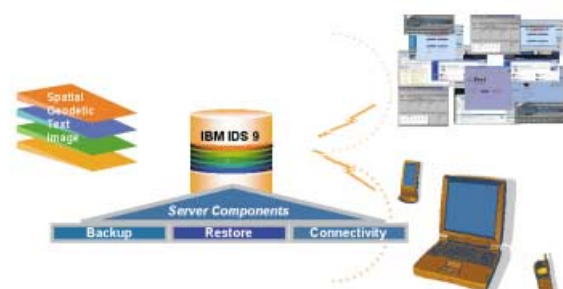 Spatial
Geodetic
Text
Image
IBM IDS 9
Server Components
Backup
Restore
Connectivity